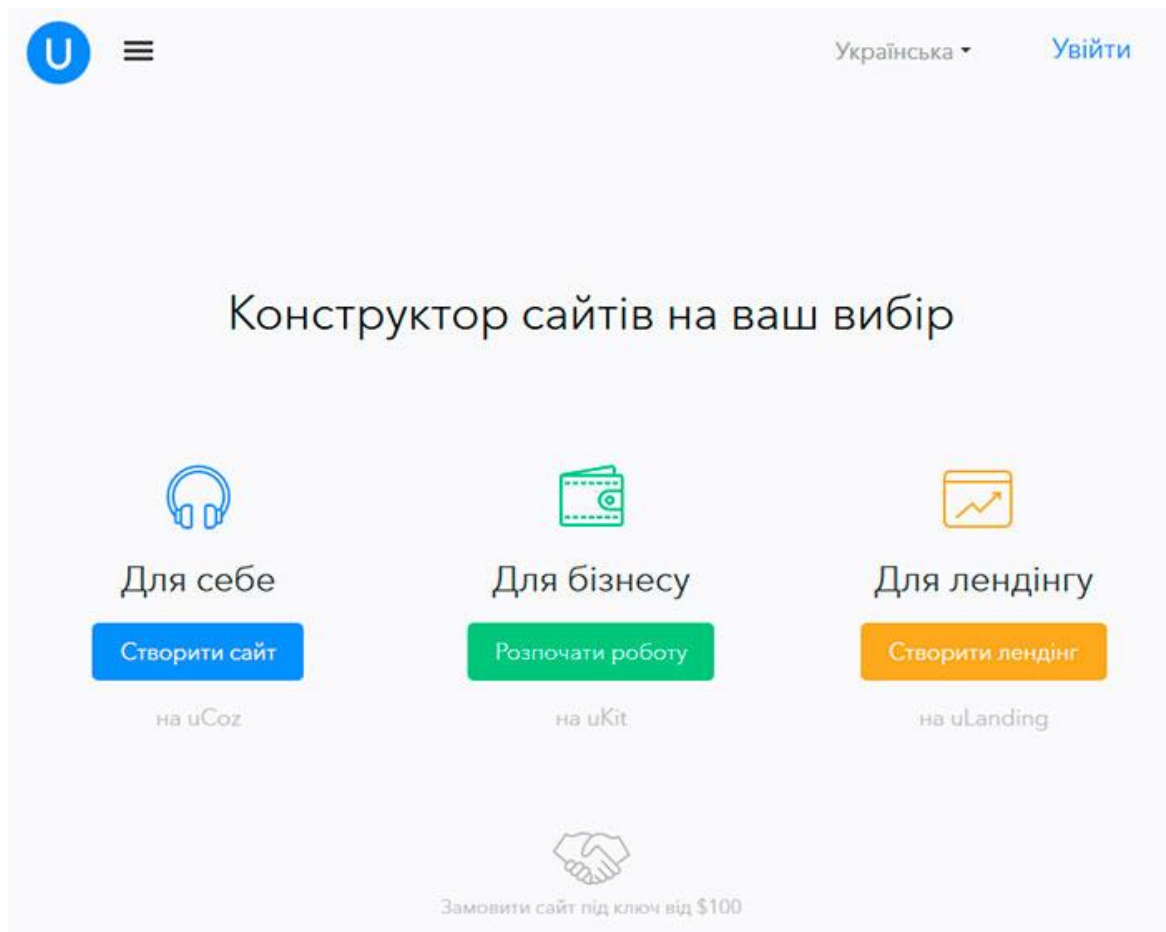 U
Українська
Увійти
Конструктор сайтів на ваш вибір
Для себе
Для бізнесу
Для лендінгу
Створити сайт
Розпочати роботу
Створити лендінг
на uCoz
на uKit
на uLanding
Замовити сайт під ключ від $100